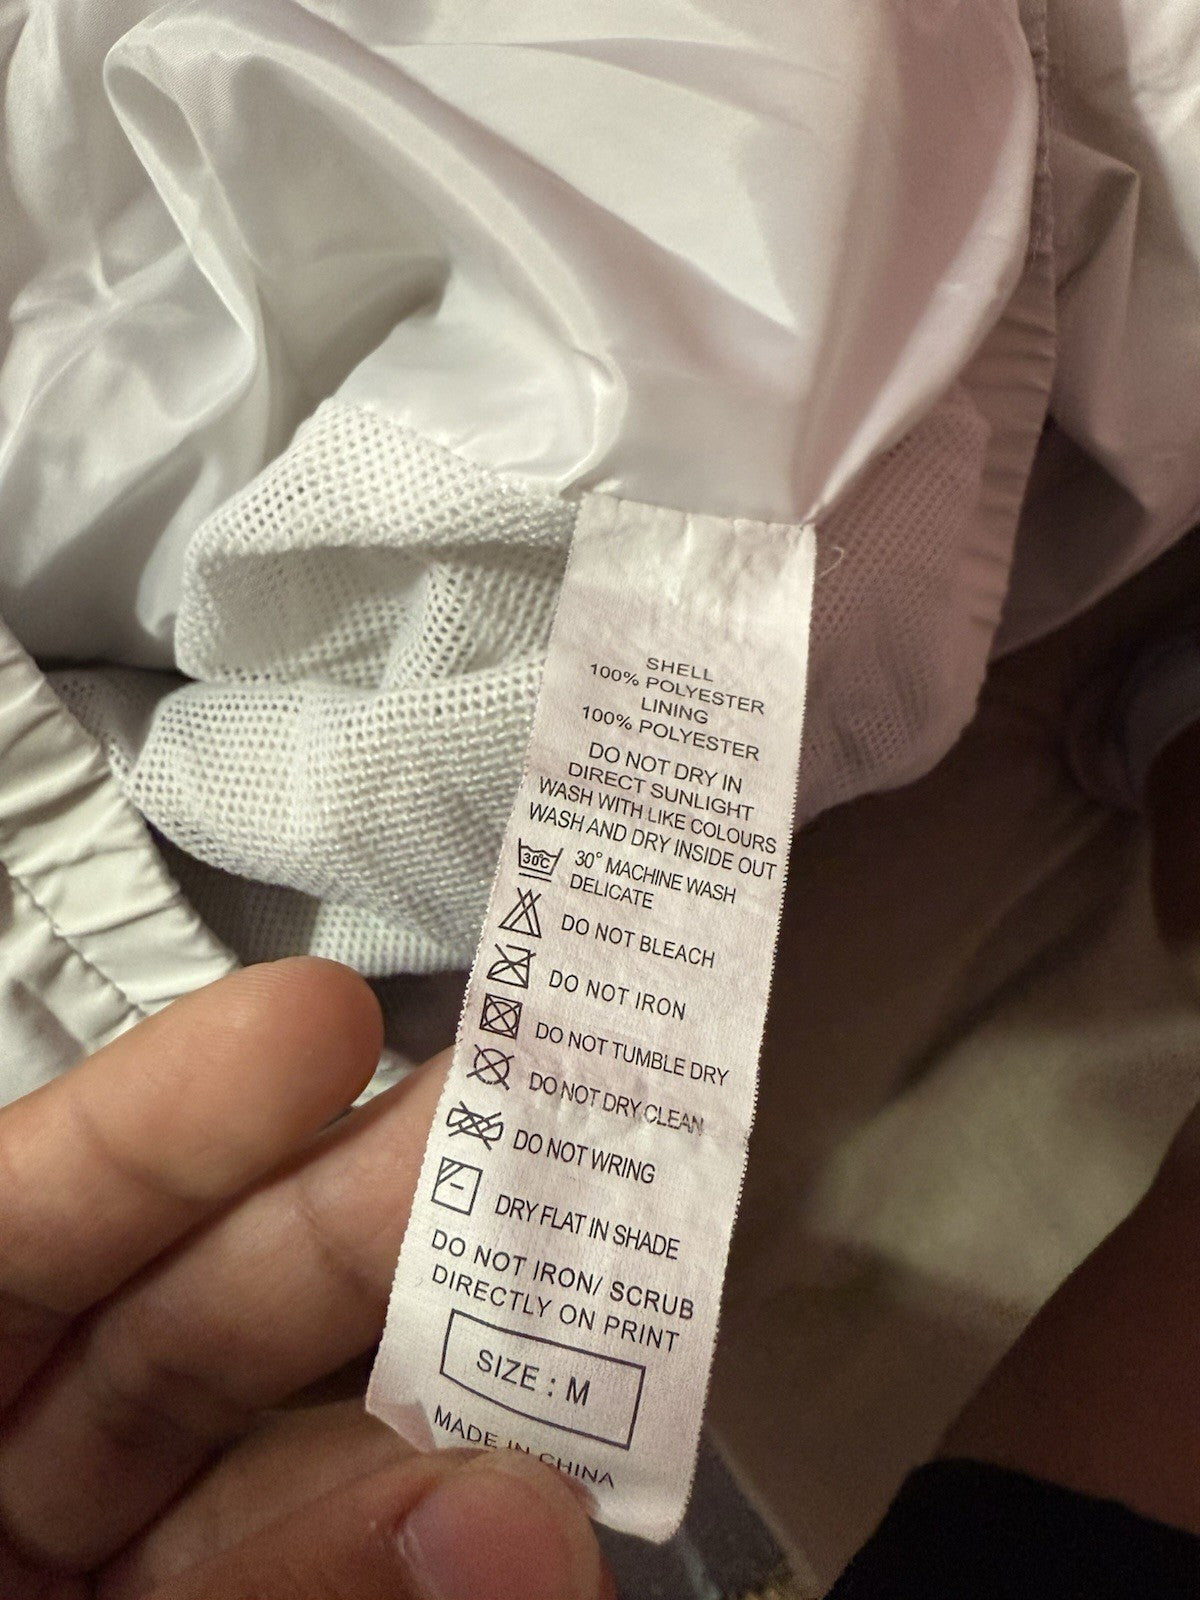 SHELL
100% POLYESTER
LINING
100% POLYESTER
DO NOT DRY IN
DIRECT SUNLIGHT
WASH WITH LIKE COLOURS
WASH AND DRY INSIDE OUT
30°C 30° MACHINE WASH
DELICATE
DO NOT BLEACH
DO NOT IRON
DO NOT TUMBLE DRY
DO NOT DRY CLEAN
DO NOT WRING
DRY FLAT IN SHADE
DO NOT IRON/ SCRUB
DIRECTLY ON PRINT
SIZE : M
MADE IN CHINA